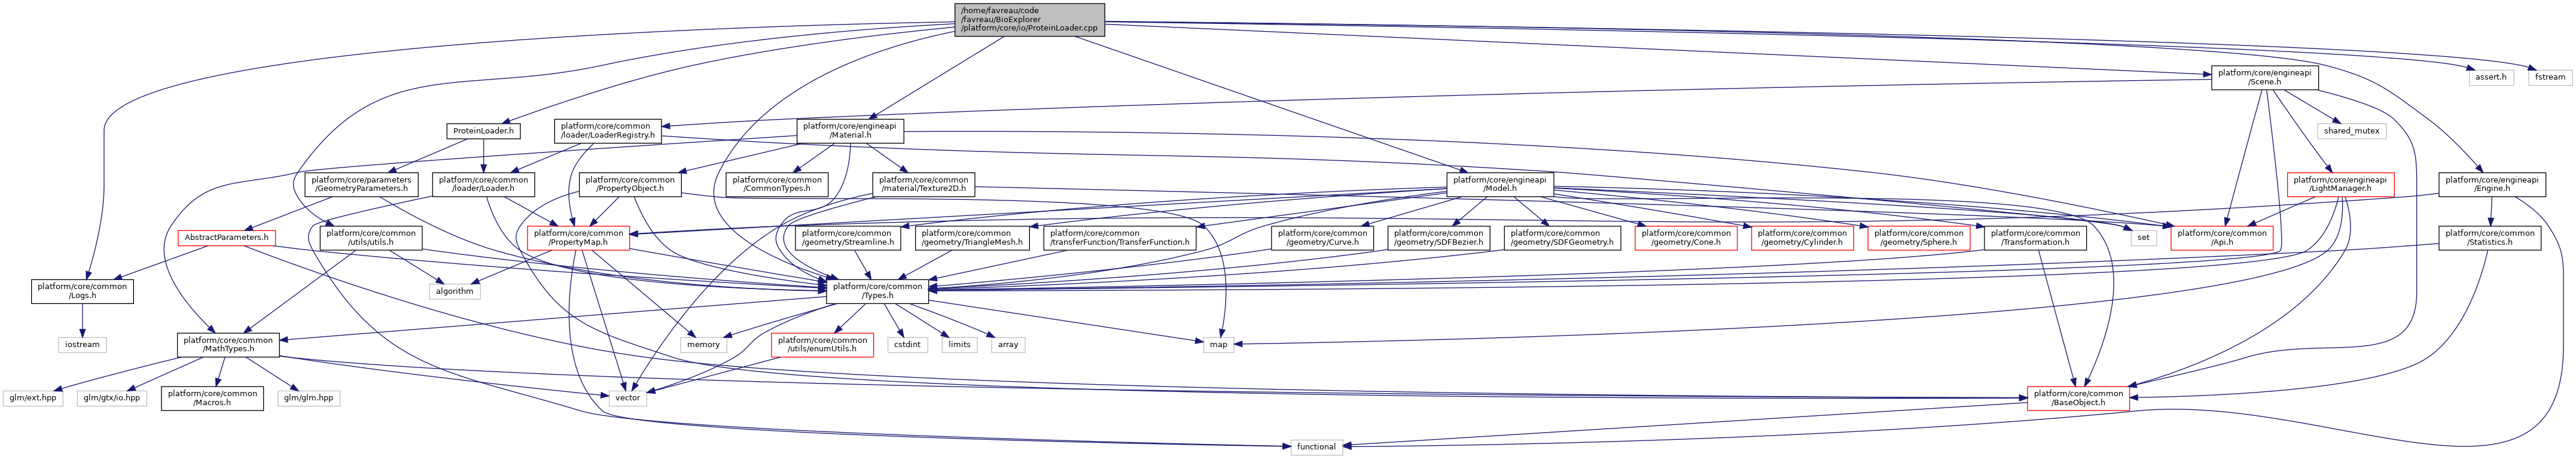 /home/favreau/code
/favreau/BioExplorer
/platform/core/io/ProteinLoader.cpp
platform/core/engineapi
/Scene.h
assert.h
fstream
ProteinLoader.h
platform/core/common
/loader/LoaderRegistry.h
platform/core/engineapi
/Material.h
shared_mutex
platform/core/parameters
/GeometryParameters.h
platform/core/common
/loader/Loader.h
platform/core/common
/PropertyObject.h
platform/core/common
/CommonTypes.h
platform/core/common
/material/Texture2D.h
platform/core/engineapi
/Model.h
platform/core/engineapi
/LightManager.h
platform/core/engineapi
/Engine.h
AbstractParameters.h
platform/core/common
/utils/utils.h
platform/core/common
/PropertyMap.h
platform/core/common
/geometry/Streamline.h
platform/core/common
/geometry/TriangleMesh.h
platform/core/common
/transferFunction/TransferFunction.h
platform/core/common
/geometry/Curve.h
platform/core/common
/geometry/SDFBezier.h
platform/core/common
/geometry/SDFGeometry.h
platform/core/common
/geometry/Cone.h
platform/core/common
/geometry/Cylinder.h
platform/core/common
/geometry/Sphere.h
platform/core/common
/Transformation.h
set
platform/core/common
/Api.h
platform/core/common
/Statistics.h
platform/core/common
/Logs.h
algorithm
platform/core/common
/Types.h
iostream
platform/core/common
/MathTypes.h
memory
platform/core/common
/utils/enumUtils.h
cstdint
limits
array
map
glm/ext.hpp
glm/gtx/io.hpp
platform/core/common
/Macros.h
glm/glm.hpp
vector
platform/core/common
/BaseObject.h
functional